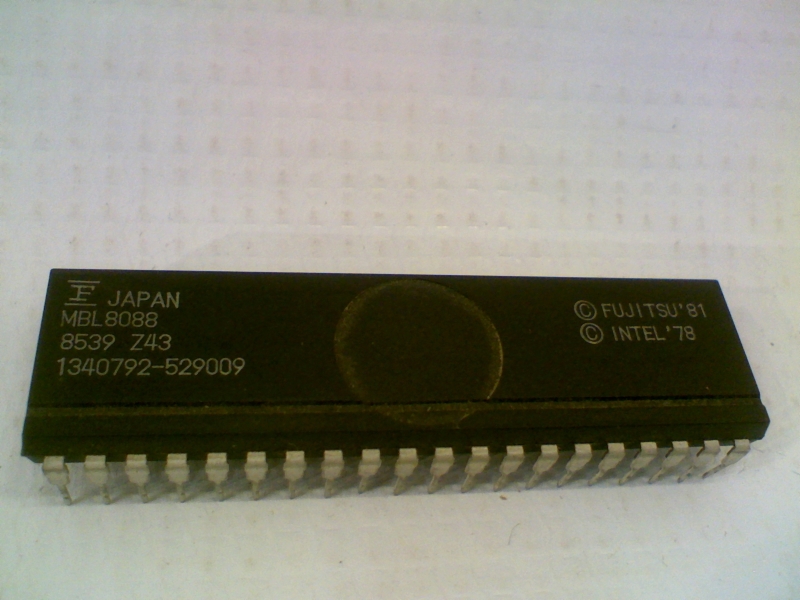 F JAPAN
MBL8088
8539 Z43
1340792-529009
© FUJITSU'81
© INTEL'78